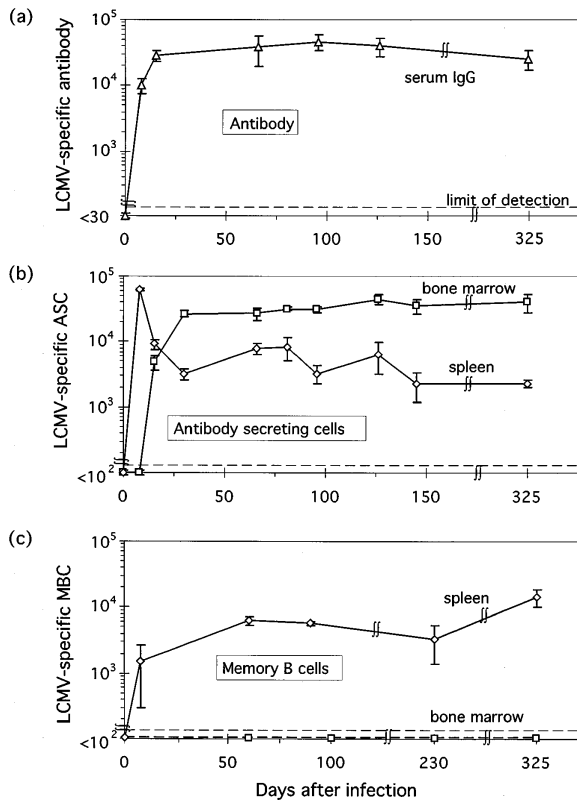 (a)
LCMV-specific antibody
10^5
10^4
10^3
<30
serum IgG
Antibody
limit of detection
0 50 100 150 325
(b)
LCMV-specific ASC
10^5
10^4
10^3
<10^2
bone marrow
spleen
Antibody secreting cells
0 50 100 150 325
(c)
LCMV-specific MBC
10^5
10^4
10^3
<10^2
spleen
Memory B cells
bone marrow
0 50 100 230 325
Days after infection